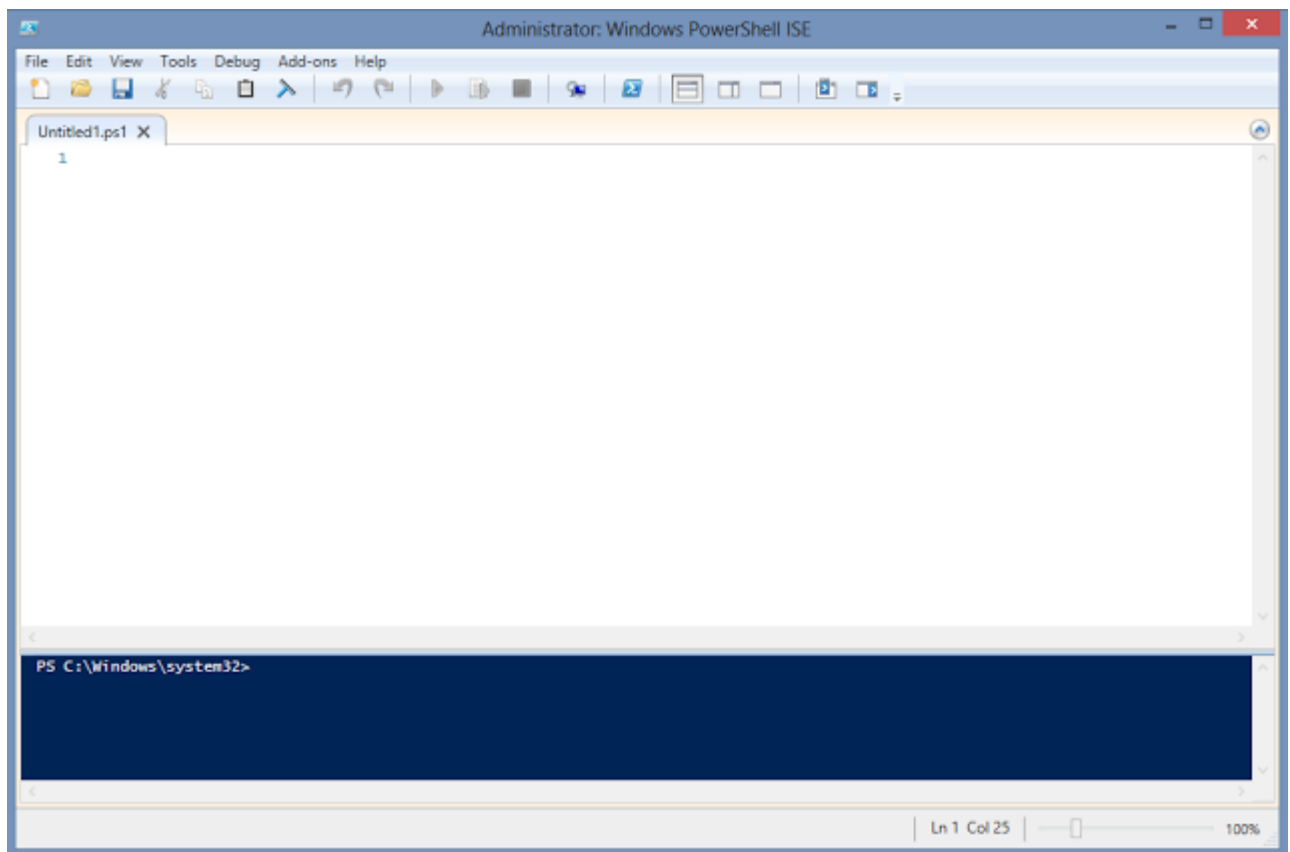 Administrator: Windows PowerShell ISE
File Edit View Tools Debug Add-ons Help
Untitled1.ps1 X
1
PS C:\Windows\system32>
Ln 1 Col 25 100%